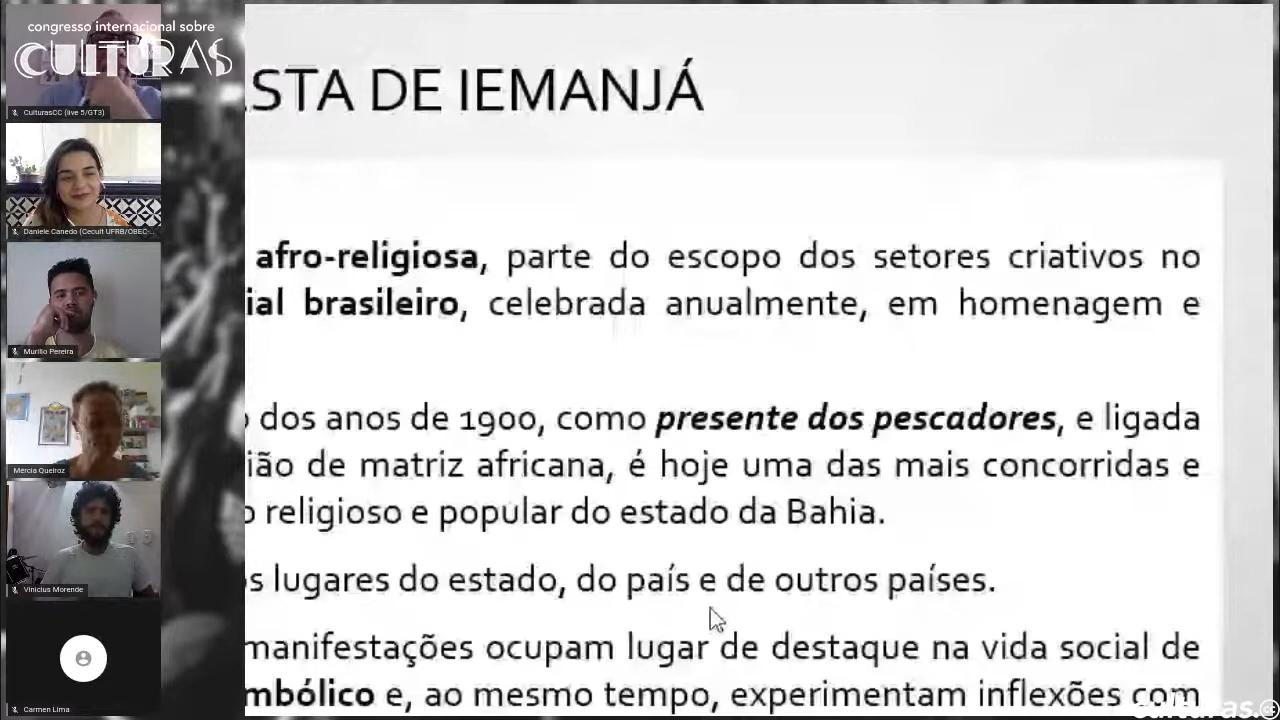 congresso internacional sobre
CULTURAS
CulturasCC (live 5/GT3)
Daniele Canedo (Cecult UFRB/OBEC-...
Murillo Pereira
Mércia Queiroz
Vinicius Morende
Carmen Lima
STA DE IEMANJÁ
afro-religiosa, parte do escopo dos setores criativos no
ial brasileiro, celebrada anualmente, em homenagem e
dos anos de 1900, como presente dos pescadores, e ligada
ião de matriz africana, é hoje uma das mais concorridas e
o religioso e popular do estado da Bahia.
os lugares do estado, do país e de outros países.
manifestações ocupam lugar de destaque na vida social de
mbólico e, ao mesmo tempo, experimentam inflexões com